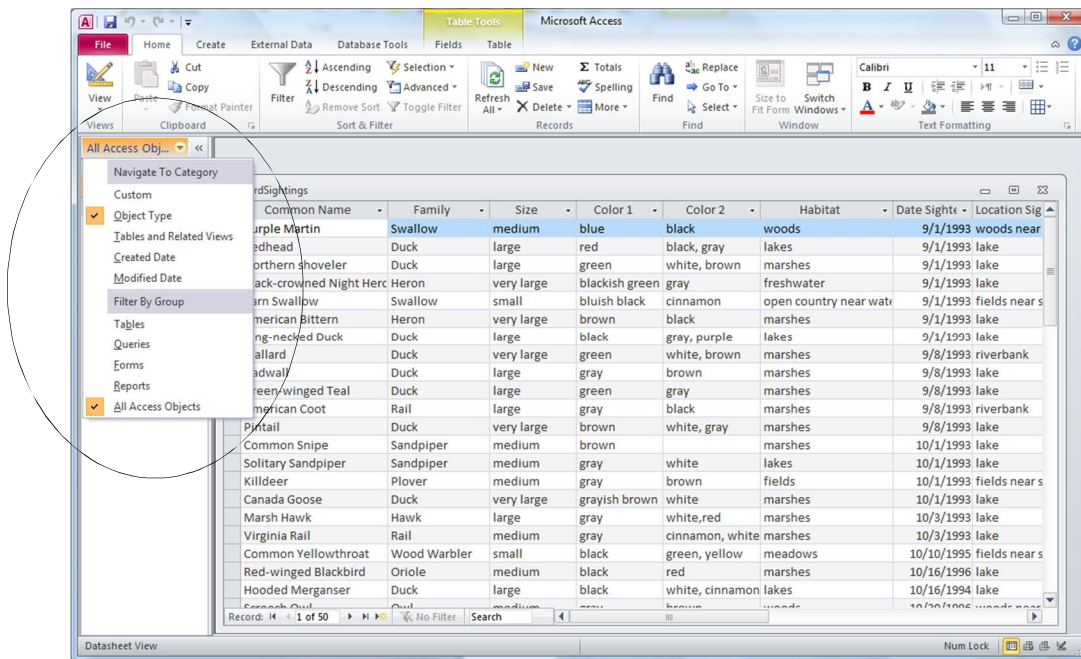 Table Tools Microsoft Access
File Home Create External Data Database Tools Fields Table
View
Views
Paste
Cut
Copy
Format Painter
Clipboard
Filter
Ascending
Descending
Remove Sort
Selection
Advanced
Toggle Filter
Sort & Filter
Refresh All
New
Save
Delete
Totals
Spelling
More
Records
Find
Replace
Go To
Select
Find
Size to Fit Form
Switch Windows
Window
Calibri 11
B I U
A
Text Formatting
All Access Obj... «
Navigate To Category
Custom
Object Type
Tables and Related Views
Created Date
Modified Date
Filter By Group
Tables
Queries
Forms
Reports
All Access Objects
rdSightings
Common Name Family Size Color 1 Color 2 Habitat Date Sighte Location Sig
urple Martin Swallow medium blue black woods 9/1/1993 woods near
edhead Duck large red black, gray lakes 9/1/1993 lake
orthern shoveler Duck large green white, brown marshes 9/1/1993 lake
ack-crowned Night Herc Heron very large blackish green gray freshwater 9/1/1993 lake
arn Swallow Swallow small bluish black cinnamon open country near wate 9/1/1993 fields near s
merican Bittern Heron very large brown black marshes 9/1/1993 lake
ng-necked Duck Duck large black gray, purple lakes 9/1/1993 lake
allard Duck very large green white, brown marshes 9/8/1993 riverbank
adwall Duck large gray brown marshes 9/8/1993 lake
reen-winged Teal Duck large green gray marshes 9/8/1993 lake
merican Coot Rail large gray black marshes 9/8/1993 riverbank
Pintail Duck very large brown white, gray marshes 9/8/1993 lake
Common Snipe Sandpiper medium brown marshes 10/1/1993 lake
Solitary Sandpiper Sandpiper medium gray white lakes 10/1/1993 lake
Killdeer Plover medium gray brown fields 10/1/1993 fields near s
Canada Goose Duck very large grayish brown white marshes 10/1/1993 lake
Marsh Hawk Hawk large gray white,red marshes 10/3/1993 lake
Virginia Rail Rail medium gray cinnamon, white marshes 10/3/1993 lake
Common Yellowthroat Wood Warbler small black green, yellow meadows 10/10/1995 fields near s
Red-winged Blackbird Oriole medium black red marshes 10/16/1996 lake
Hooded Merganser Duck large black white, cinnamon lakes 10/16/1994 lake
Screech Owl Owl medium gray brown woods 10/20/1996 woods near
Record: 1 of 50 No Filter Search
Datasheet View Num Lock